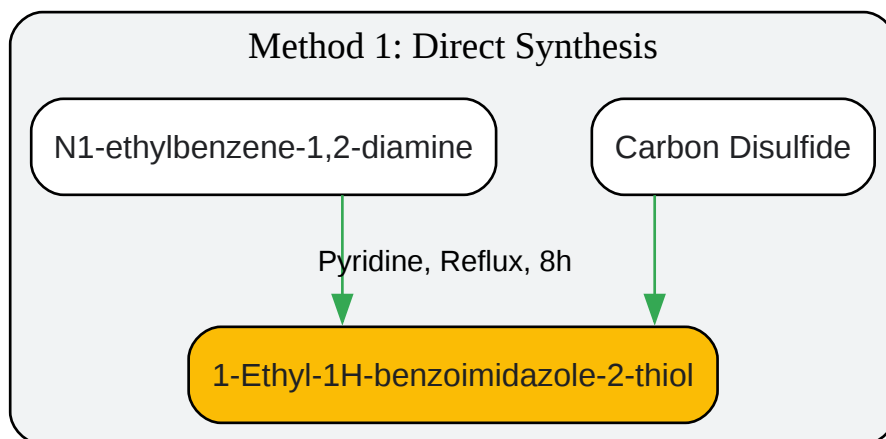 Method 1: Direct Synthesis
N1-ethylbenzene-1,2-diamine
Carbon Disulfide
Pyridine, Reflux, 8h
1-Ethyl-1H-benzoimidazole-2-thiol